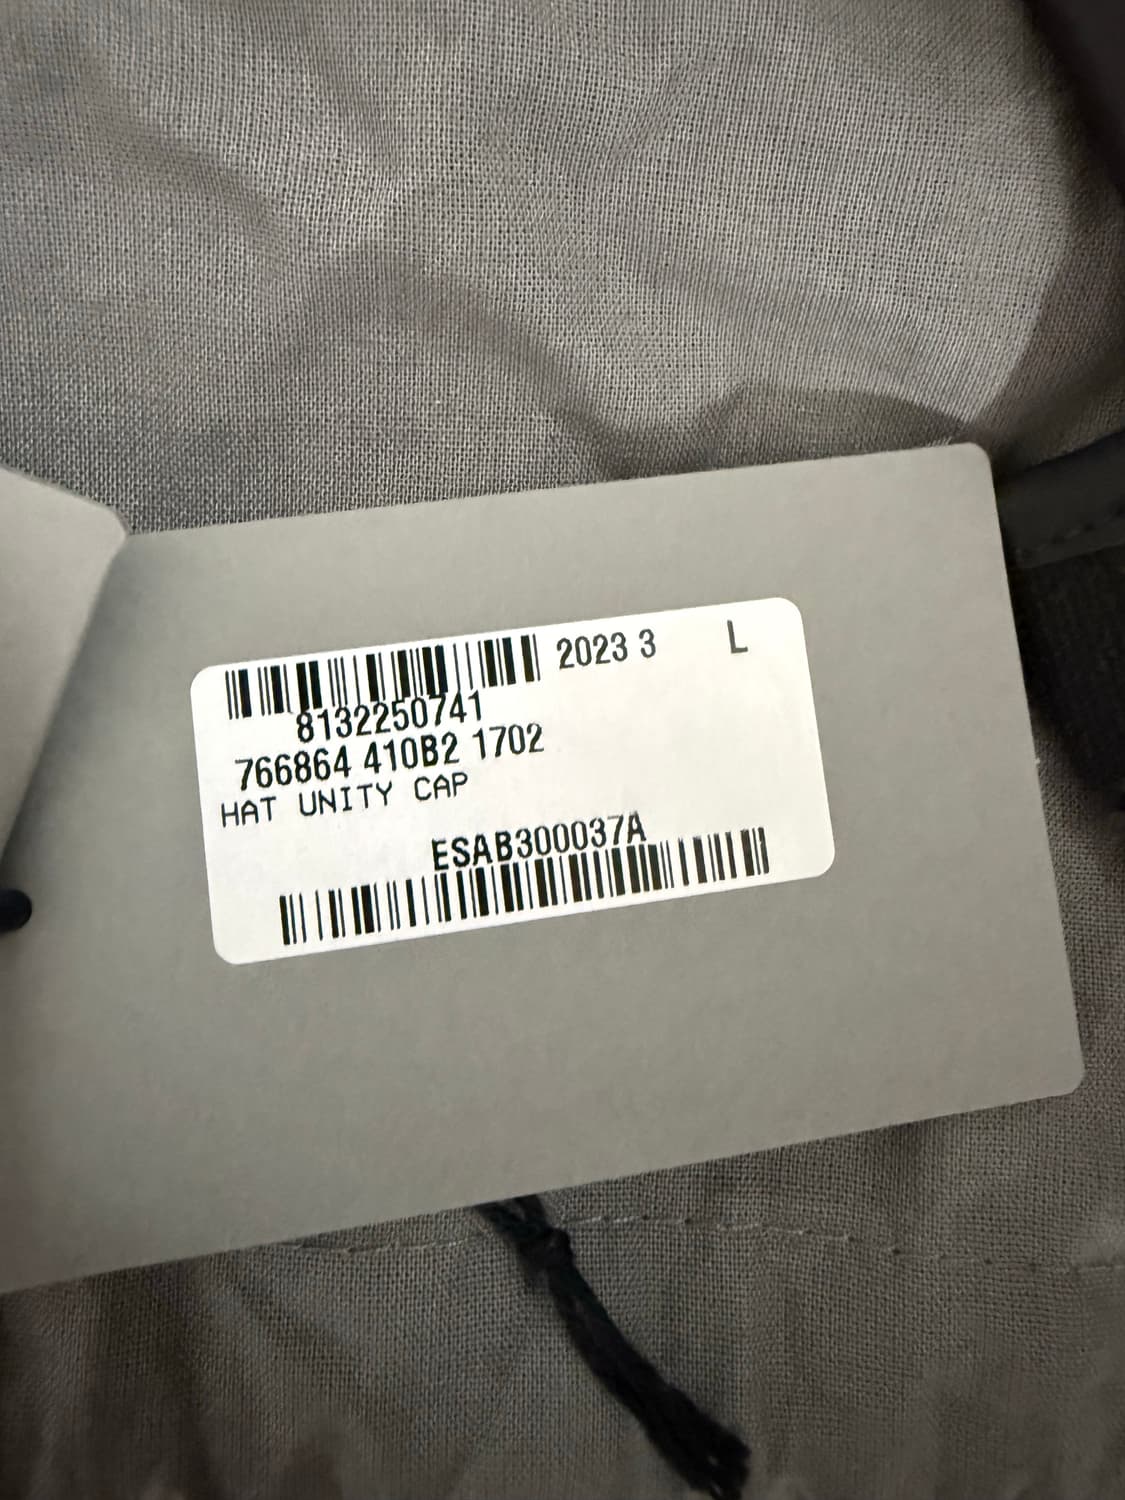 2023 3 L
8132250741
766864 410B2 1702
HAT UNITY CAP
ESAB300037A